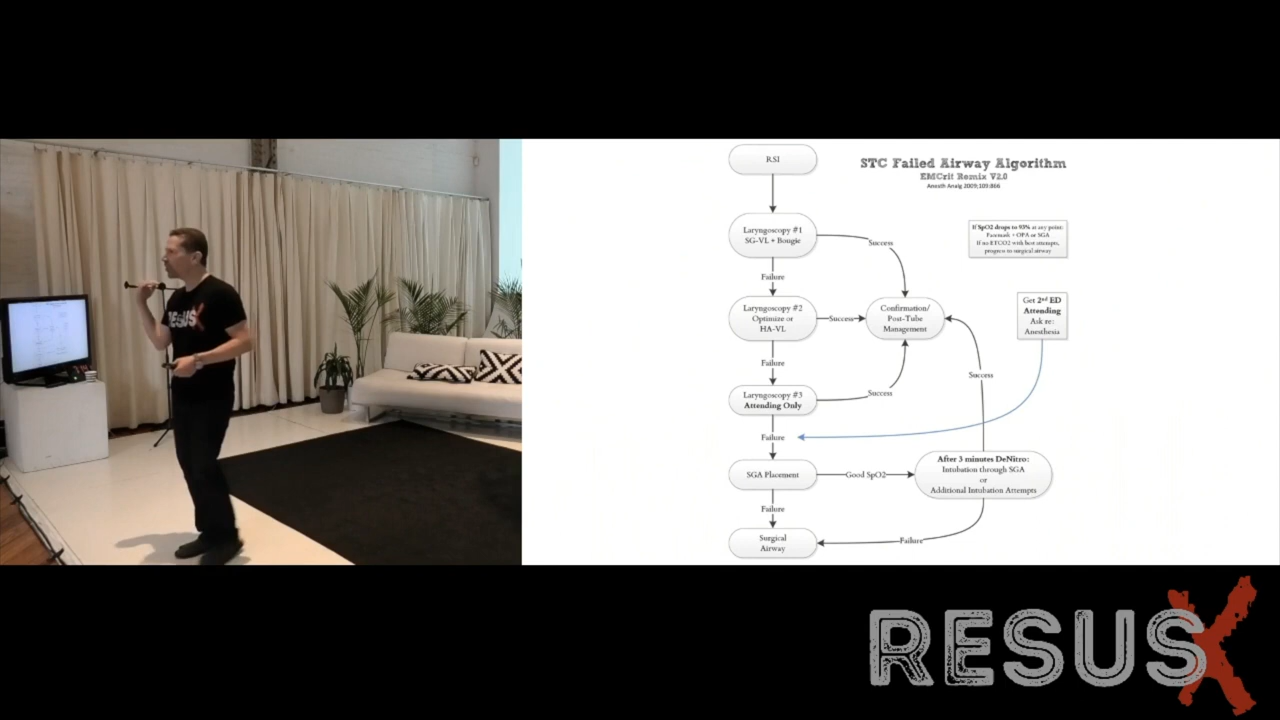 RESUSX
RSI
STC Failed Airway Algorithm
EMCrit Remix V2.0
Anesth Analg 2009;109:866
Laryngoscopy #1
SG-VL + Bougie
Success
If SpO2 drops to 93% at any point:
Facemask + OPA or SGA
If no ETCO2 with best attempts,
progress to surgical airway
Failure
Laryngoscopy #2
Optimize or
HA-VL
Success
Confirmation/
Post-Tube
Management
Get 2nd ED
Attending
Ask re:
Anesthesia
Failure
Success
Laryngoscopy #3
Attending Only
Success
Failure
SGA Placement
Good SpO2
After 3 minutes DeNitro:
Intubation through SGA
or
Additional Intubation Attempts
Failure
Surgical
Airway
Failure
RESUSX